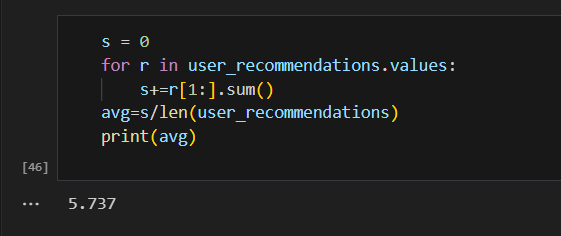 s = 0
for r in user_recommendations.values:
    s+=r[1:].sum()
avg=s/len(user_recommendations)
print(avg)
[46]
... 5.737